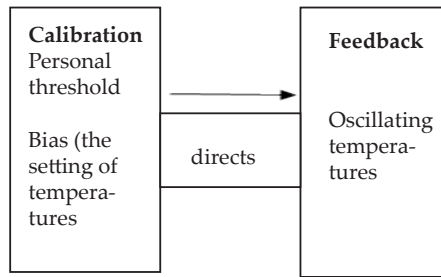 Calibration
Personal
threshold
Bias (the
setting of
tempera-
tures
directs
Feedback
Oscillating
tempera-
tures